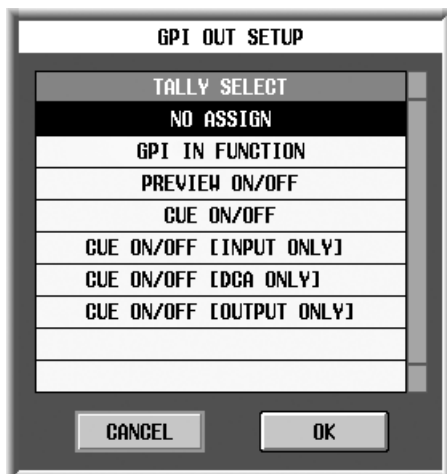 GPI OUT SETUP
TALLY SELECT
NO ASSIGN
GPI IN FUNCTION
PREVIEW ON/OFF
CUE ON/OFF
CUE ON/OFF [INPUT ONLY]
CUE ON/OFF [DCA ONLY]
CUE ON/OFF [OUTPUT ONLY]
CANCEL OK